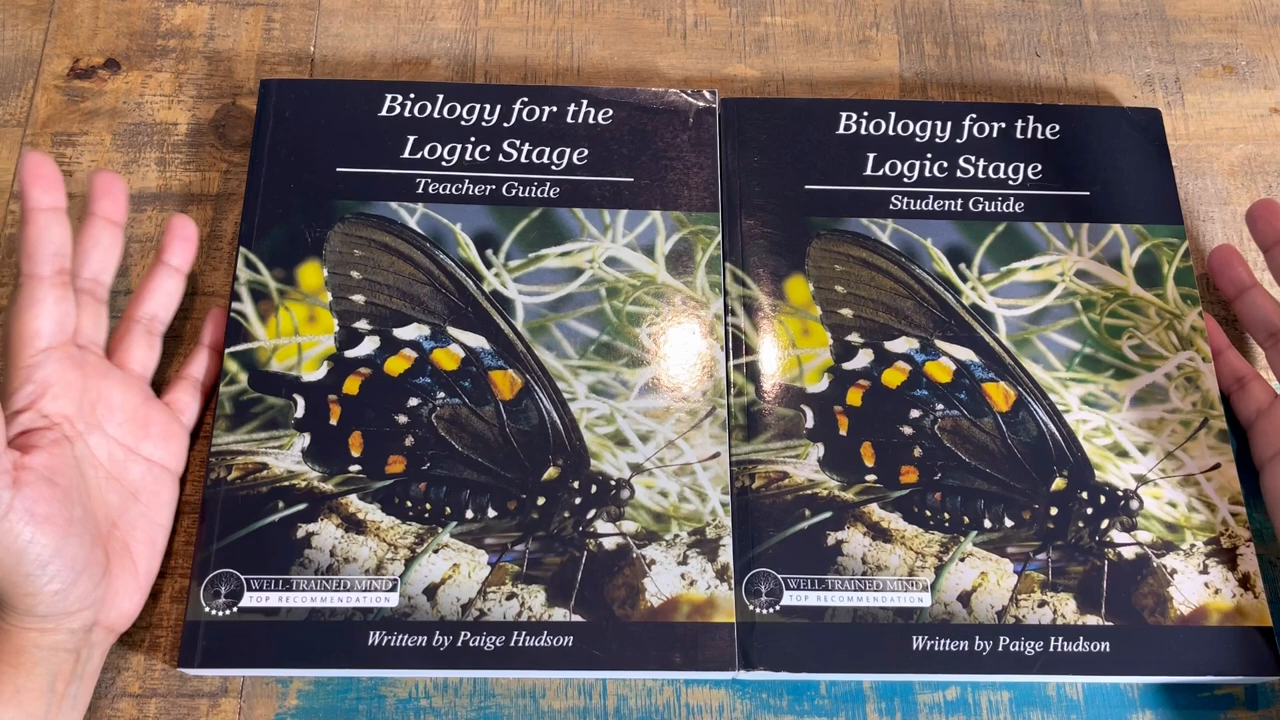 Biology for the
Logic Stage
Teacher Guide
WELL-TRAINED MIND
TOP RECOMMENDATION
Written by Paige Hudson
Biology for the
Logic Stage
Student Guide
WELL-TRAINED MIND
TOP RECOMMENDATION
Written by Paige Hudson